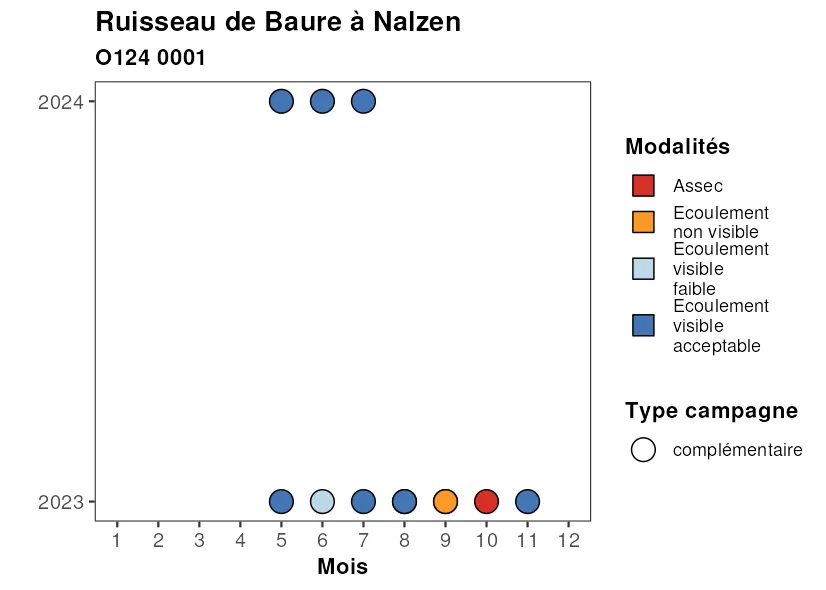 Ruisseau de Baure à Nalzen
O124 0001
2024
2023
1 2 3 4 5 6 7 8 9 10 11 12
Mois
Modalités
Assec
Ecoulement
non visible
Ecoulement
visible
faible
Ecoulement
visible
acceptable
Type campagne
complémentaire